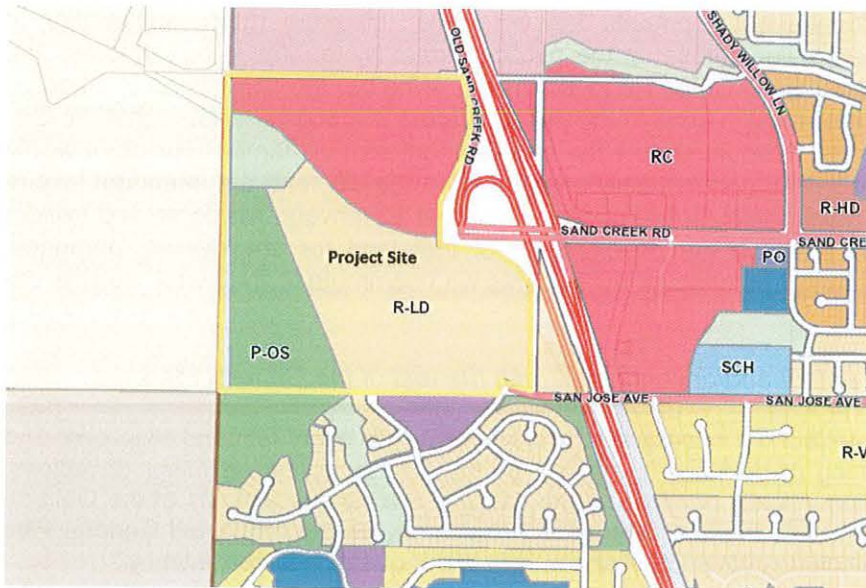 OLD SAND CREEK RD
SHADY WILLOW LN
RC
R-HD
SAND CREEK RD
SAND CRE
PO
Project Site
R-LD
P-OS
SCH
SAN JOSE AVE
SAN JOSE AVE
R-V